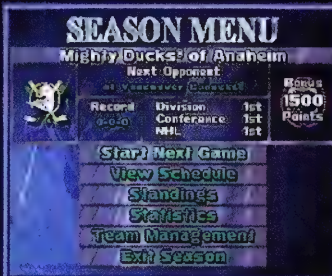 SEASON MENU
Mighty Ducks of Anaheim
Next Opponent
at Vancouver Canucks
Record Division 1st
0-0-0 Conference 1st
NHL 1st
Bonus
1500
Points
Start Next Game
View Schedule
Standings
Statistics
Team Management
Exit Season